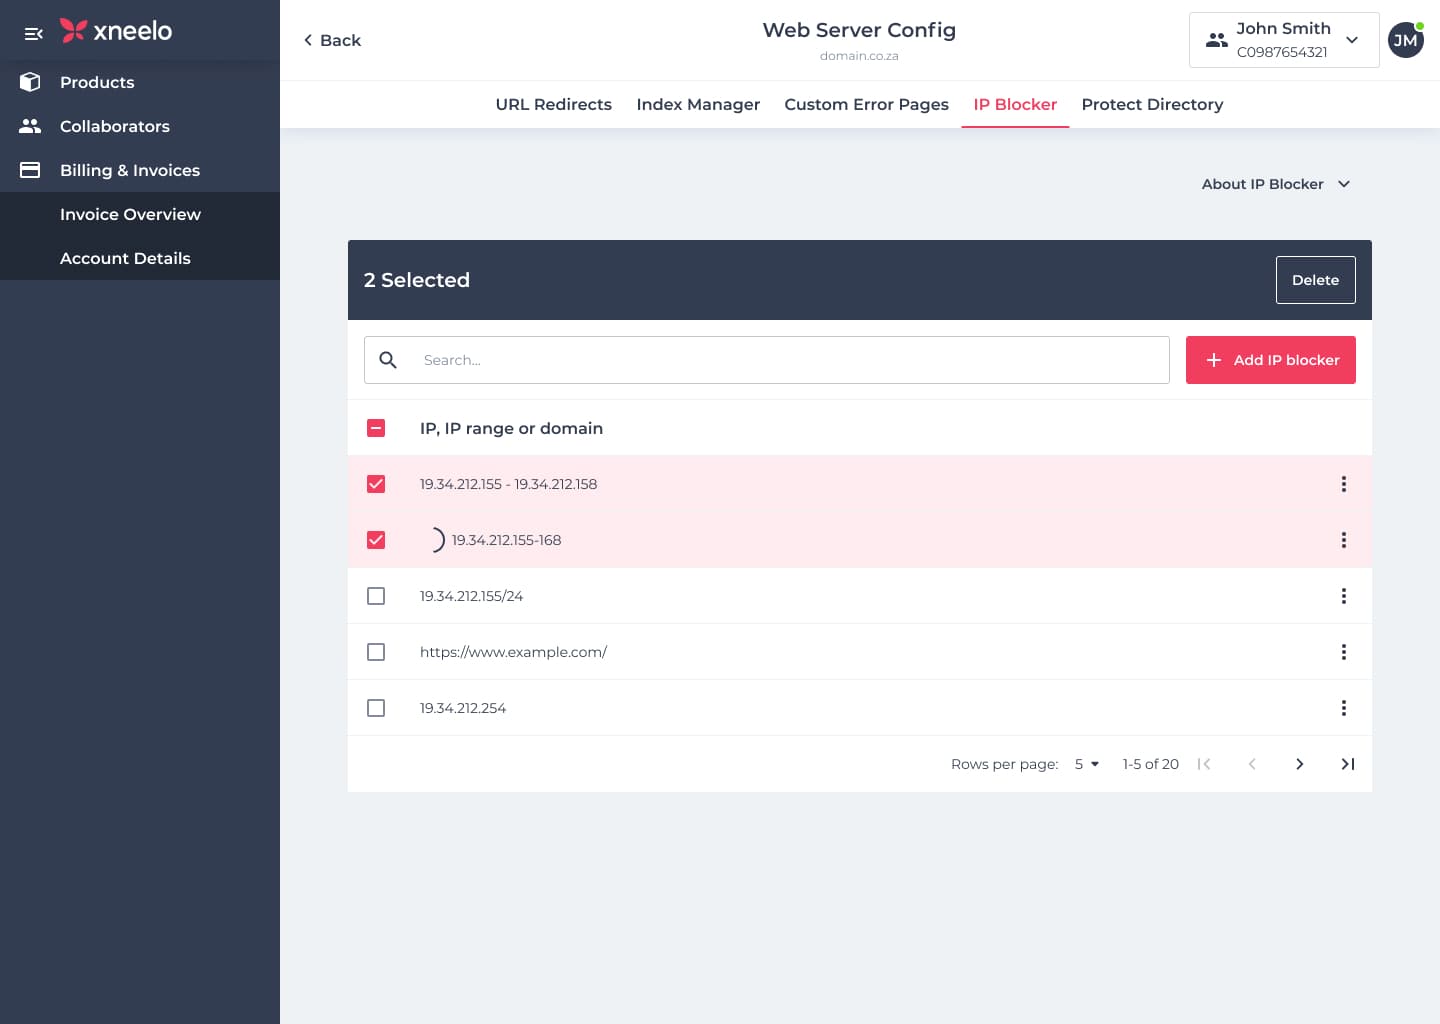 xneelo
Products
Collaborators
Billing & Invoices
Invoice Overview
Account Details
Back
Web Server Config
domain.co.za
John Smith
C0987654321
JM
URL Redirects
Index Manager
Custom Error Pages
IP Blocker
Protect Directory
About IP Blocker
2 Selected
Delete
Search...
Add IP blocker
IP, IP range or domain
19.34.212.155 - 19.34.212.158
19.34.212.155-168
19.34.212.155/24
https://www.example.com/
19.34.212.254
Rows per page: 5 1-5 of 20